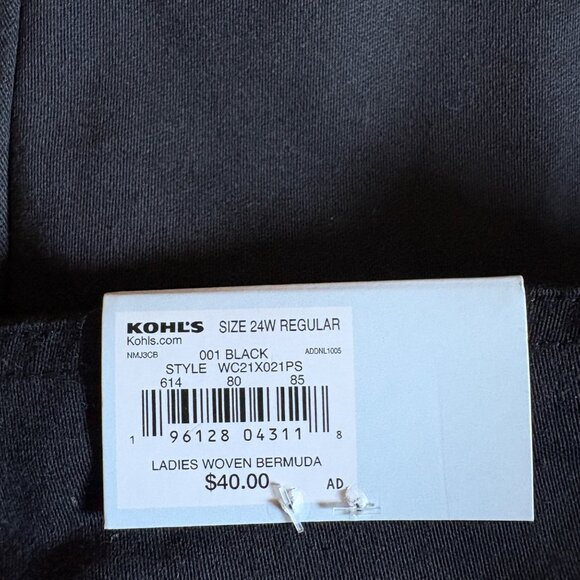 KOHL'S SIZE 24W REGULAR
Kohls.com
NMJ3CB 001 BLACK ADDNL1005
STYLE WC21X021PS
614 80 85
1 96128 04311 8
LADIES WOVEN BERMUDA
$40.00 AD